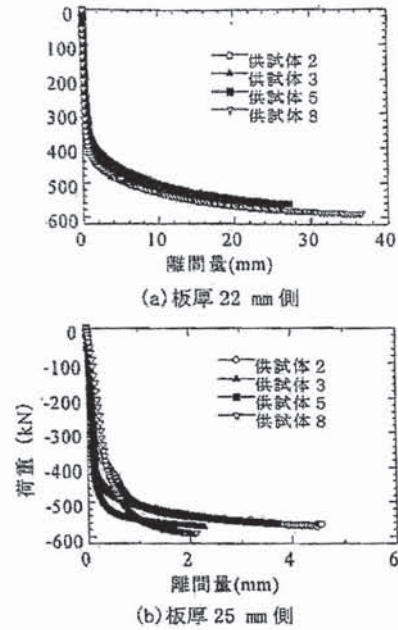 0
100
200
300
400
500
600
供試体 2
供試体 3
供試体 5
供試体 8
0 10 20 30 40
離間量(mm)
(a)板厚 22 mm 側
0
-100
-200
-300
-400
-500
-600
荷重 (kN)
供試体 2
供試体 3
供試体 5
供試体 8
0 2 4 6
離間量(mm)
(b)板厚 25 mm 側